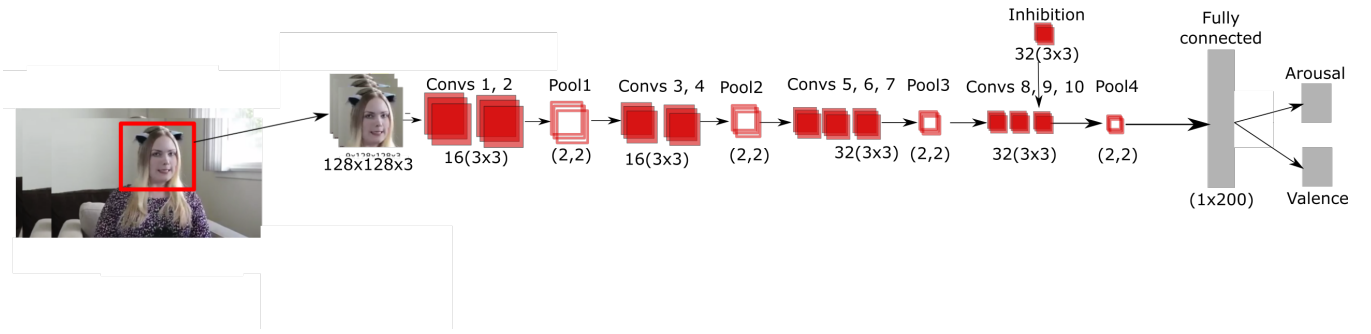 Inhibition
32(3x3)
Fully
connected
Convs 1, 2
Pool1
Convs 3, 4
Pool2
Convs 5, 6, 7
Pool3
Convs 8, 9, 10
Pool4
Arousal
128x128x3
16(3x3)
(2,2)
16(3x3)
(2,2)
32(3x3)
(2,2)
32(3x3)
(2,2)
(1x200)
Valence